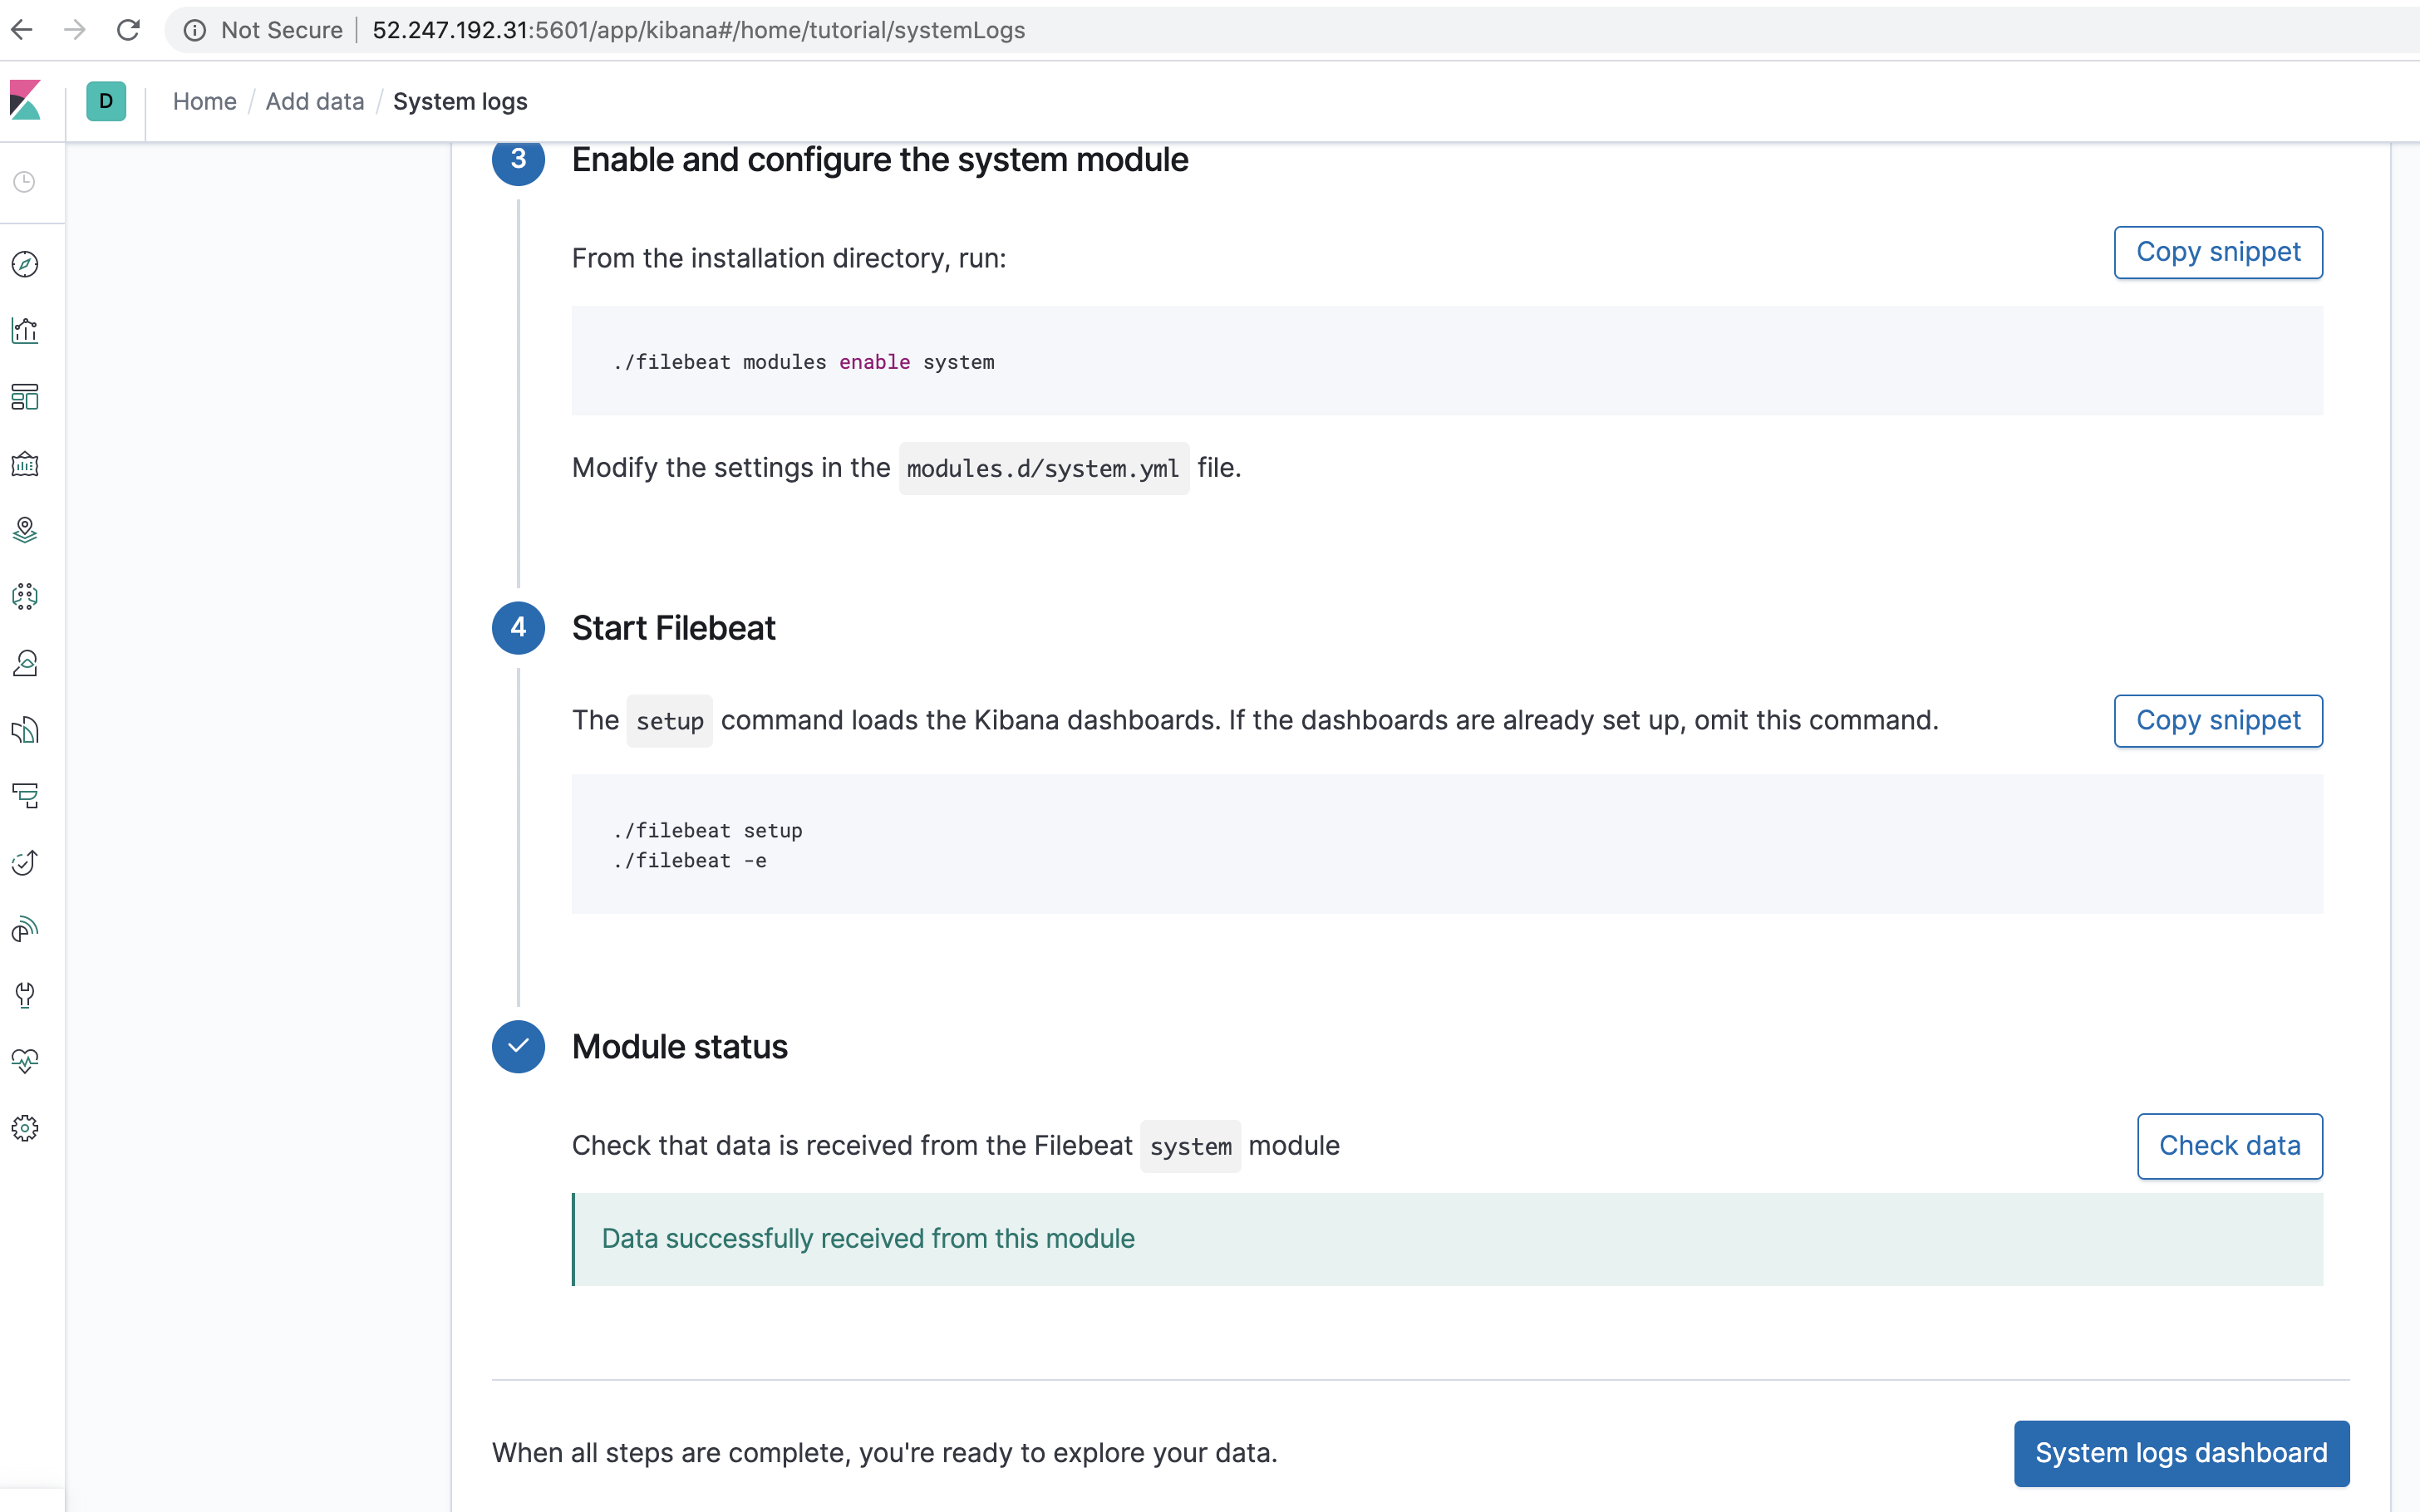 Not Secure | 52.247.192.31:5601/app/kibana#/home/tutorial/systemLogs
D Home / Add data / System logs
3 Enable and configure the system module
From the installation directory, run:
Copy snippet
./filebeat modules enable system
Modify the settings in the modules.d/system.yml file.
4 Start Filebeat
The setup command loads the Kibana dashboards. If the dashboards are already set up, omit this command.
Copy snippet
./filebeat setup
./filebeat -e
Module status
Check that data is received from the Filebeat system module
Check data
Data successfully received from this module
When all steps are complete, you're ready to explore your data.
System logs dashboard